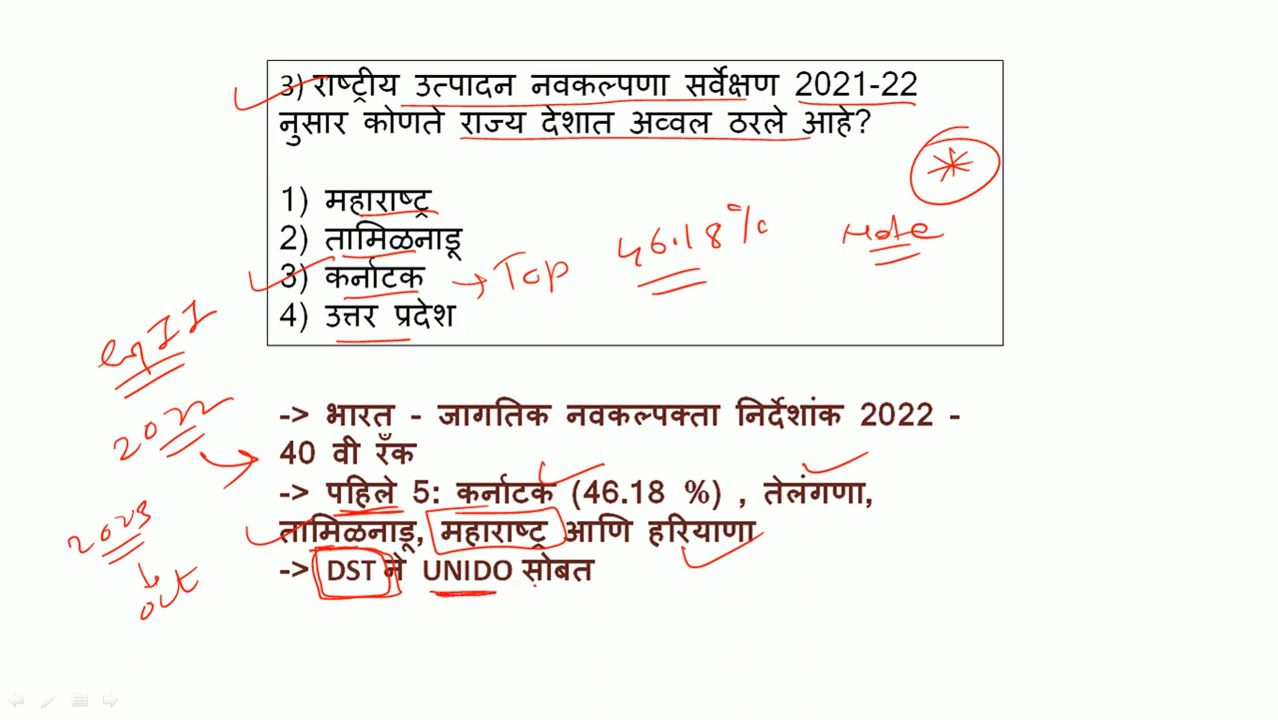 3) राष्ट्रीय उत्पादन नवकल्पणा सर्वेक्षण 2021-22
नुसार कोणते राज्य देशात अव्वल ठरले आहे?
1) महाराष्ट्र
2) तामिळनाडू
3) कर्नाटक → Top 46.18%
4) उत्तर प्रदेश
2022
-> भारत - जागतिक नवकल्पक्ता निर्देशांक 2022 -
40 वी रँक
-> पहिले 5: कर्नाटक (46.18 %) , तेलंगणा,
तामिळनाडू, महाराष्ट्र आणि हरियाणा
2023
-> DST ने UNIDO सोबत
out